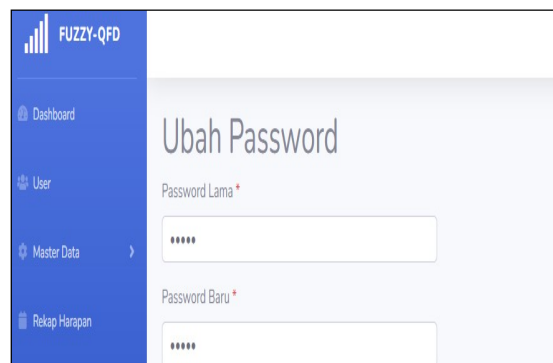 FUZZY-QFD
Dashboard
User
Master Data
Rekap Harapan
Ubah Password
Password Lama *
•••••
Password Baru *
•••••